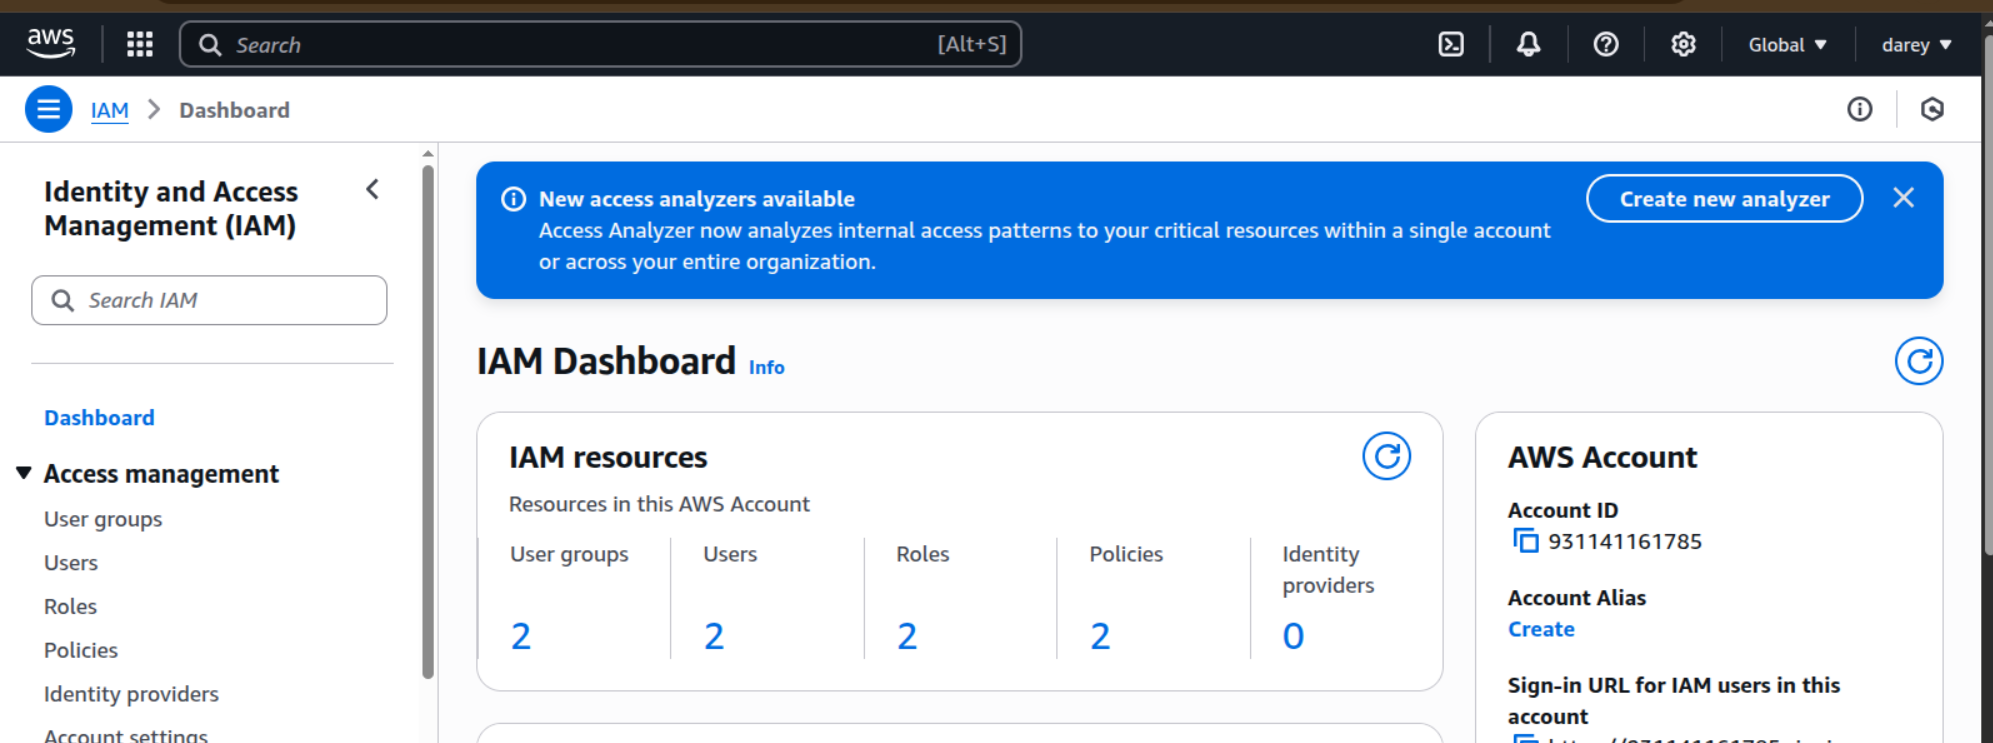 aws
Search
[Alt+S]
Global
darey
IAM
Dashboard
Identity and Access
Management (IAM)
Search IAM
Dashboard
Access management
User groups
Users
Roles
Policies
Identity providers
Account settings
New access analyzers available
Access Analyzer now analyzes internal access patterns to your critical resources within a single account
or across your entire organization.
Create new analyzer
IAM Dashboard Info
IAM resources
Resources in this AWS Account
User groups
2
Users
2
Roles
2
Policies
2
Identity
providers
0
AWS Account
Account ID
931141161785
Account Alias
Create
Sign-in URL for IAM users in this
account